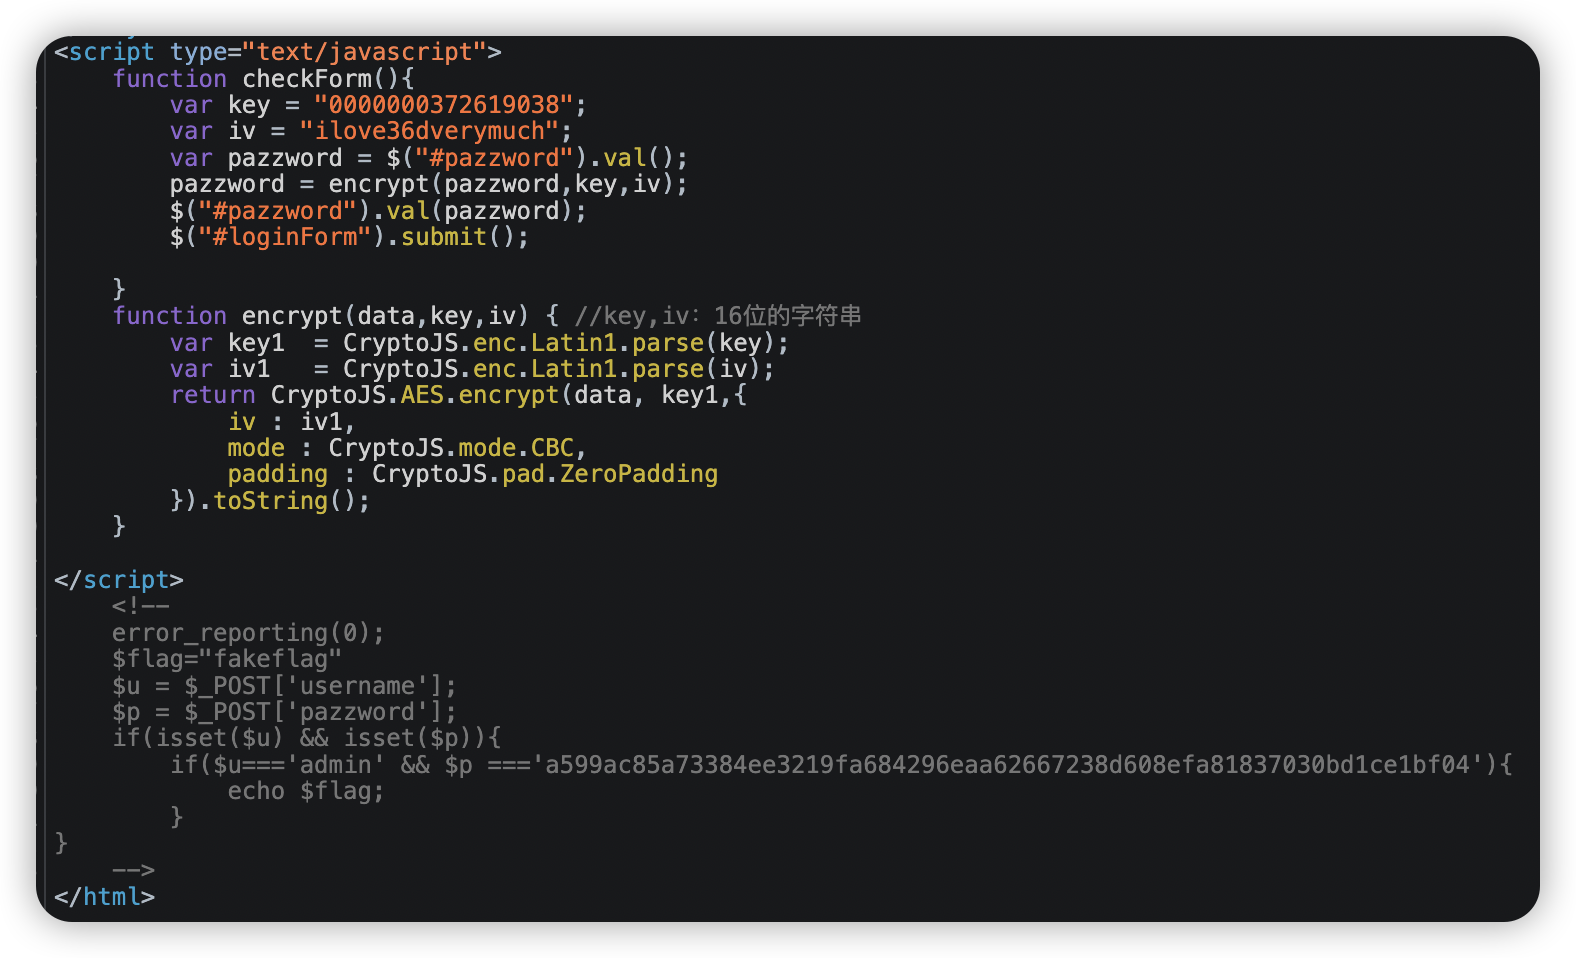 <script type="text/javascript">
    function checkForm(){
        var key = "0000000372619038";
        var iv = "ilove36dverymuch";
        var pazzword = $("#pazzword").val();
        pazzword = encrypt(pazzword,key,iv);
        $("#pazzword").val(pazzword);
        $("#loginForm").submit();
    }
    function encrypt(data,key,iv) { //key,iv：16位的字符串
        var key1  = CryptoJS.enc.Latin1.parse(key);
        var iv1   = CryptoJS.enc.Latin1.parse(iv);
        return CryptoJS.AES.encrypt(data, key1,{
            iv : iv1,
            mode : CryptoJS.mode.CBC,
            padding : CryptoJS.pad.ZeroPadding
        }).toString();
    }
</script>
    <!--
    error_reporting(0);
    $flag="fakeflag"
    $u = $_POST['username'];
    $p = $_POST['pazzword'];
    if(isset($u) && isset($p)){
        if($u==='admin' && $p ==='a599ac85a73384ee3219fa684296eaa62667238d608efa81837030bd1ce1bf04'){
            echo $flag;
        }
}
    -->
</html>